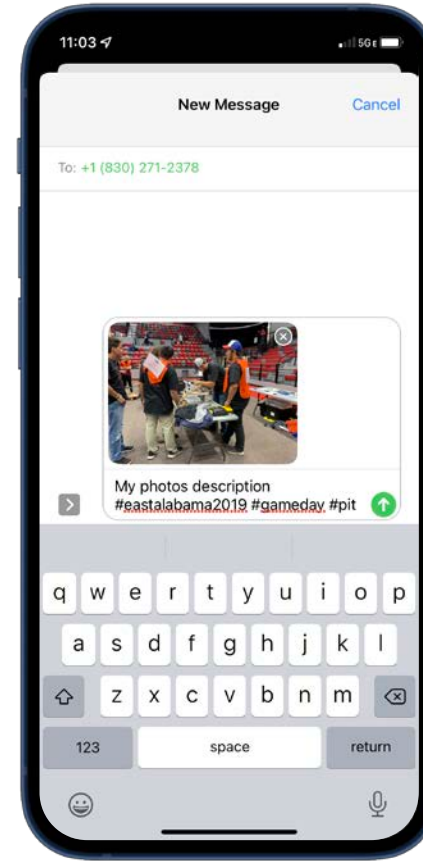 11:03
5G E
New Message
Cancel
To: +1 (830) 271-2378
My photos description
#eastalabama2019 #gameday #pit
q w e r t y u i o p
a s d f g h j k l
z x c v b n m
123
space
return